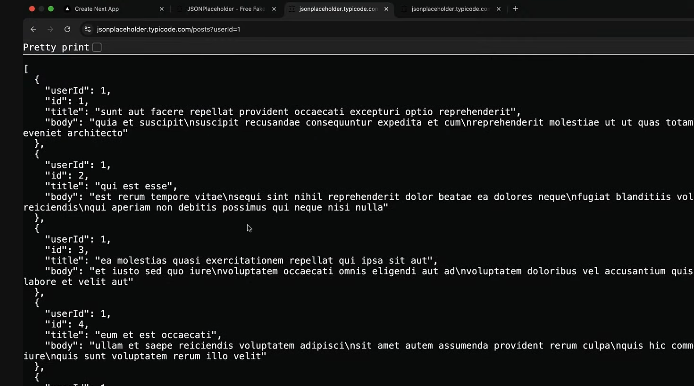 Create Next App
JSONPlaceholder - Free Fake
jsonplaceholder.typicode.com
jsonplaceholder.typicode.com
jsonplaceholder.typicode.com/posts?userid=1
Pretty print
[
{
"userId": 1,
"id": 1,
"title": "sunt aut facere repellat provident occaecati excepturi optio reprehenderit",
"body": "quia et suscipit\nsuscipit recusandae consequuntur expedita et cum\nreprehenderit molestiae ut ut quas totam
eveniet architecto"
},
{
"userId": 1,
"id": 2,
"title": "qui est esse",
"body": "est rerum tempore vitae\nsequi sint nihil reprehenderit dolor beatae ea dolores neque\nfugiat blanditiis vol
reiciendis\nqui aperiam non debitis possimus qui neque nisi nulla"
},
{
"userId": 1,
"id": 3,
"title": "ea molestias quasi exercitationem repellat qui ipsa sit aut",
"body": "et iusto sed quo iure\nvoluptatem occaecati omnis eligendi aut ad\nvoluptatem doloribus vel accusantium quis
labore et velit aut"
},
{
"userId": 1,
"id": 4,
"title": "eum et est occaecati",
"body": "ullam et saepe reiciendis voluptatem adipisci\nsit amet autem assumenda provident rerum culpa\nquis hic comm
iure\nquis sunt voluptatem rerum illo velit"
},
{